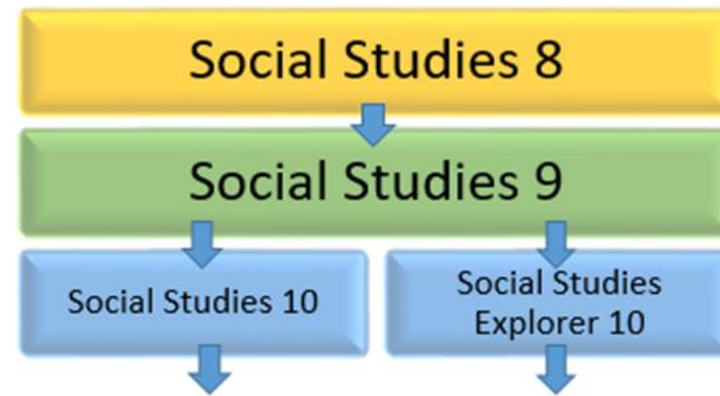 Social Studies 8
Social Studies 9
Social Studies 10
Social Studies
Explorer 10